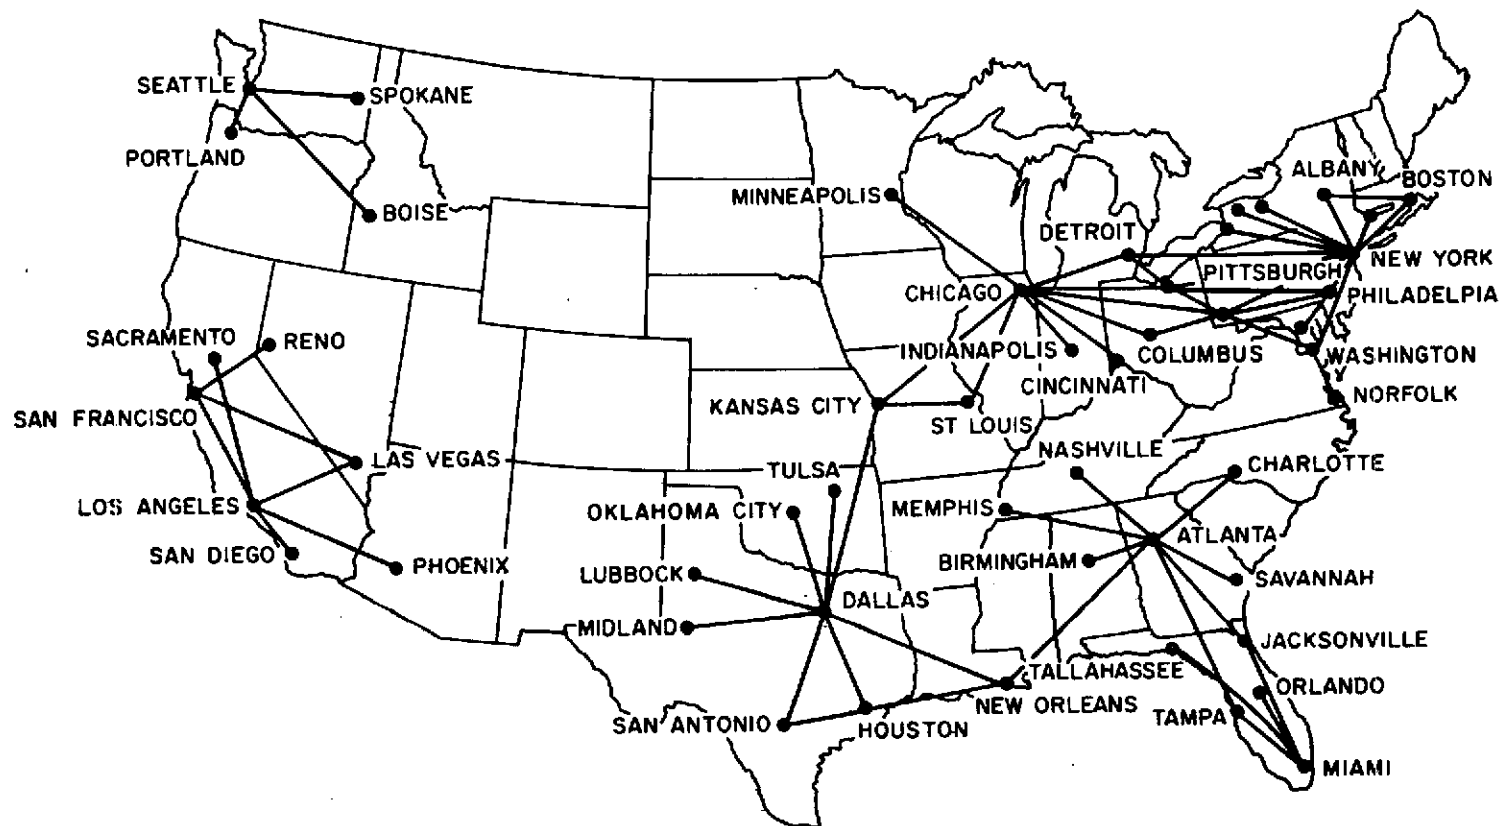 SEATTLE
SPOKANE
PORTLAND
BOISE
MINNEAPOLIS
ALBANY
BOSTON
DETROIT
PITTSBURGH
NEW YORK
CHICAGO
PHILADELPIA
SACRAMENTO
RENO
INDIANAPOLIS
COLUMBUS
WASHINGTON
CINCINNATI
SAN FRANCISCO
KANSAS CITY
NORFOLK
ST LOUIS
NASHVILLE
LAS VEGAS
TULSA
CHARLOTTE
LOS ANGELES
OKLAHOMA CITY
MEMPHIS
ATLANTA
SAN DIEGO
PHOENIX
LUBBOCK
BIRMINGHAM
SAVANNAH
DALLAS
MIDLAND
JACKSONVILLE
TALLAHASSEE
ORLANDO
NEW ORLEANS
TAMPA
SAN ANTONIO
HOUSTON
MIAMI